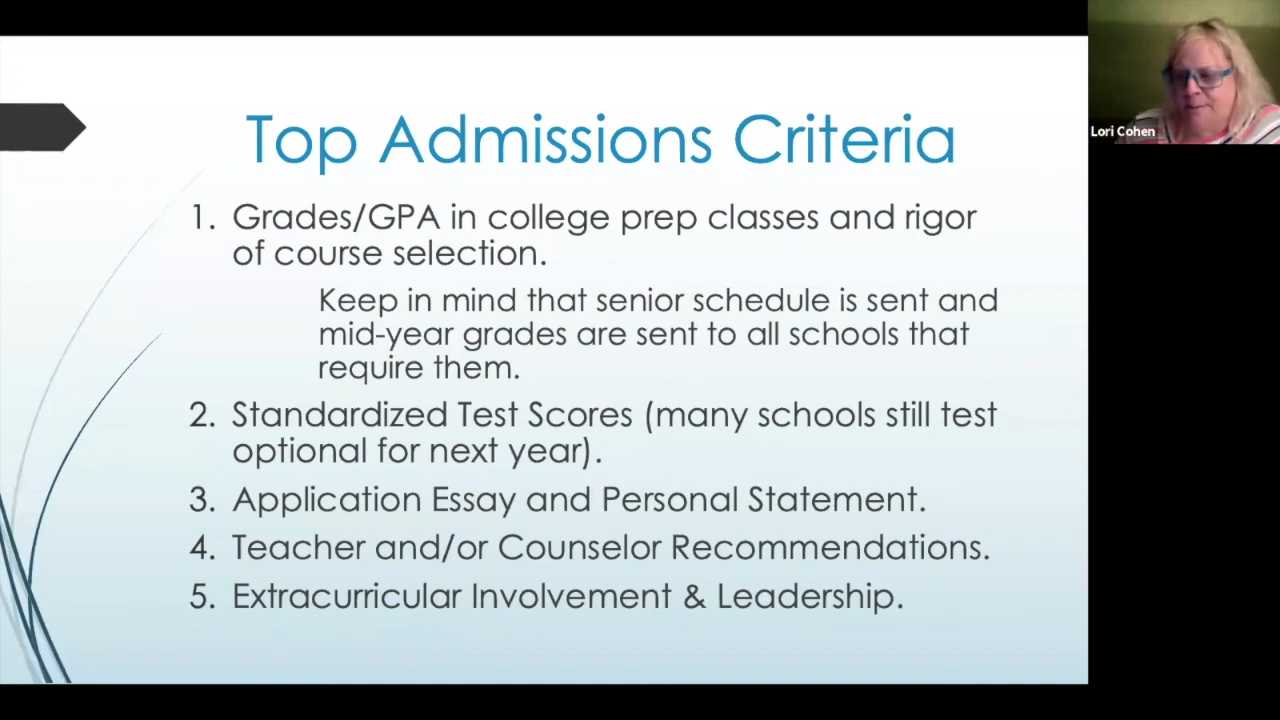 Top Admissions Criteria
1. Grades/GPA in college prep classes and rigor
of course selection.
Keep in mind that senior schedule is sent and
mid-year grades are sent to all schools that
require them.
2. Standardized Test Scores (many schools still test
optional for next year).
3. Application Essay and Personal Statement.
4. Teacher and/or Counselor Recommendations.
5. Extracurricular Involvement & Leadership.
Lori Cohen